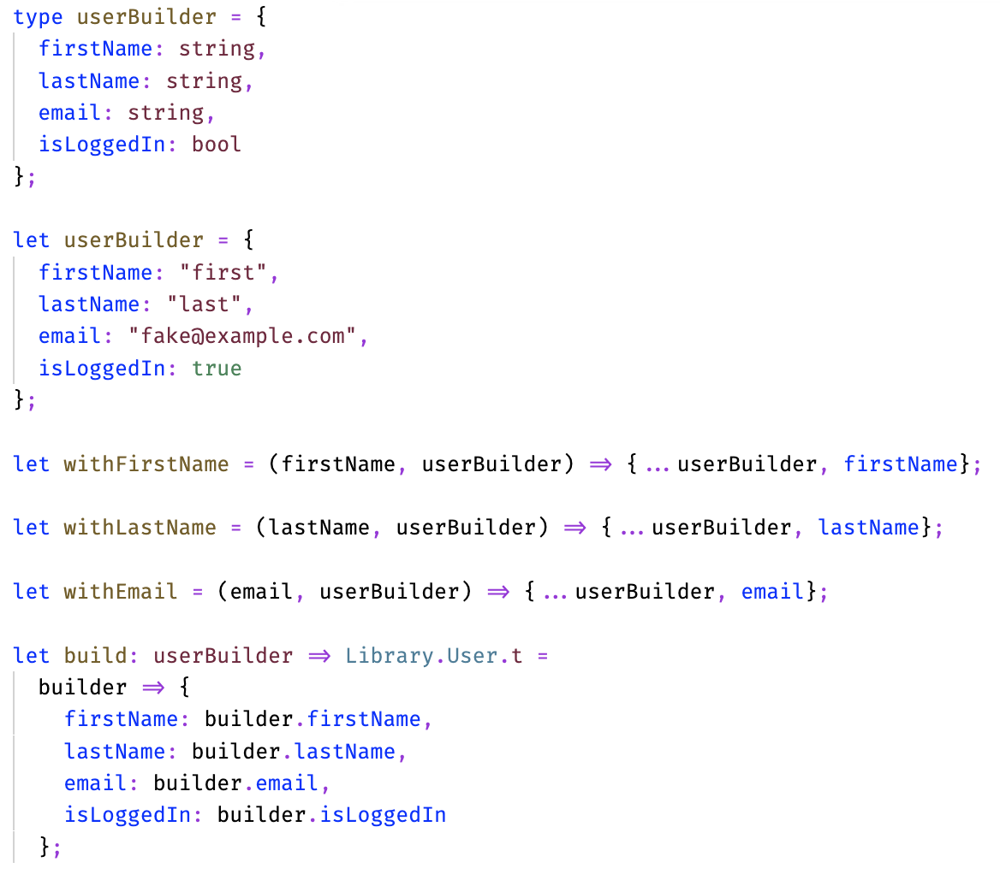 type userBuilder = {
  firstName: string,
  lastName: string,
  email: string,
  isLoggedIn: bool
};

let userBuilder = {
  firstName: "first",
  lastName: "last",
  email: "fake@example.com",
  isLoggedIn: true
};

let withFirstName = (firstName, userBuilder) => {...userBuilder, firstName};

let withLastName = (lastName, userBuilder) => {...userBuilder, lastName};

let withEmail = (email, userBuilder) => {...userBuilder, email};

let build: userBuilder => Library.User.t =
  builder => {
    firstName: builder.firstName,
    lastName: builder.lastName,
    email: builder.email,
    isLoggedIn: builder.isLoggedIn
  };